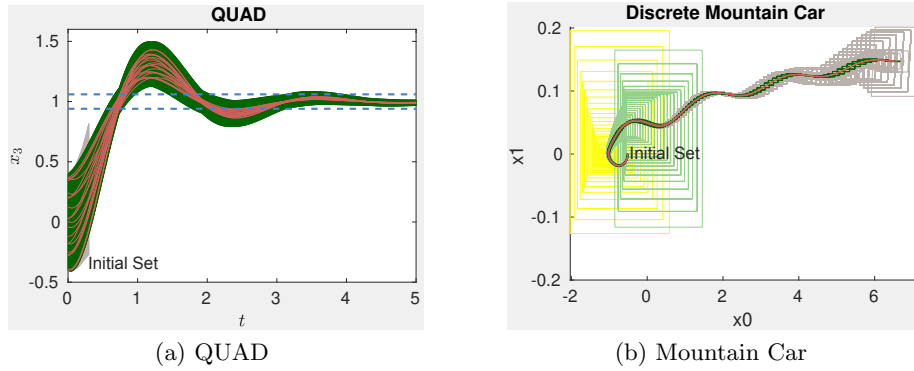 QUAD
1.5
1
0.5
0
-0.5
x3
Initial Set
0 1 2 3 4 5
t
(a) QUAD
Discrete Mountain Car
0.2
0.1
0
-0.1
-0.2
x1
Initial Set
-2 0 2 4 6
x0
(b) Mountain Car